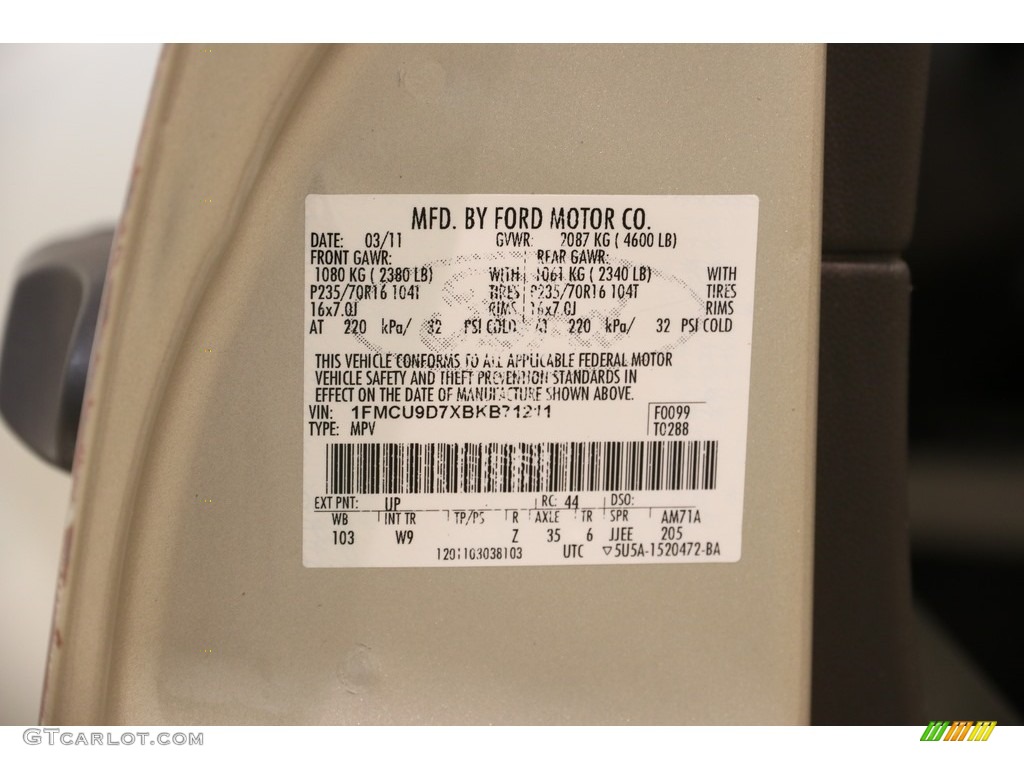 MFD. BY FORD MOTOR CO.
DATE: 03/11 GVWR: 2087 KG ( 4600 LB)
FRONT GAWR: REAR GAWR:
1080 KG ( 2380 LB) WITH 1061 KG ( 2340 LB) WITH
P235/70R16 104T TIRES P235/70R16 104T TIRES
16x7.0J RIMS 16x7.0J RIMS
AT 220 kPa/ 32 PSI COLD AT 220 kPa/ 32 PSI COLD
THIS VEHICLE CONFORMS TO ALL APPLICABLE FEDERAL MOTOR
VEHICLE SAFETY AND THEFT PREVENTION STANDARDS IN
EFFECT ON THE DATE OF MANUFACTURE SHOWN ABOVE.
VIN: F0099
TYPE: MPV T0288
EXT PNT: UP RC: 44 DSO:
WB INT TR TP/PS R AXLE TR SPR AM71A
103 W9 Z 35 6 JJEE 205
UTC ▽5U5A-1520472-BA
GTcarlot.com